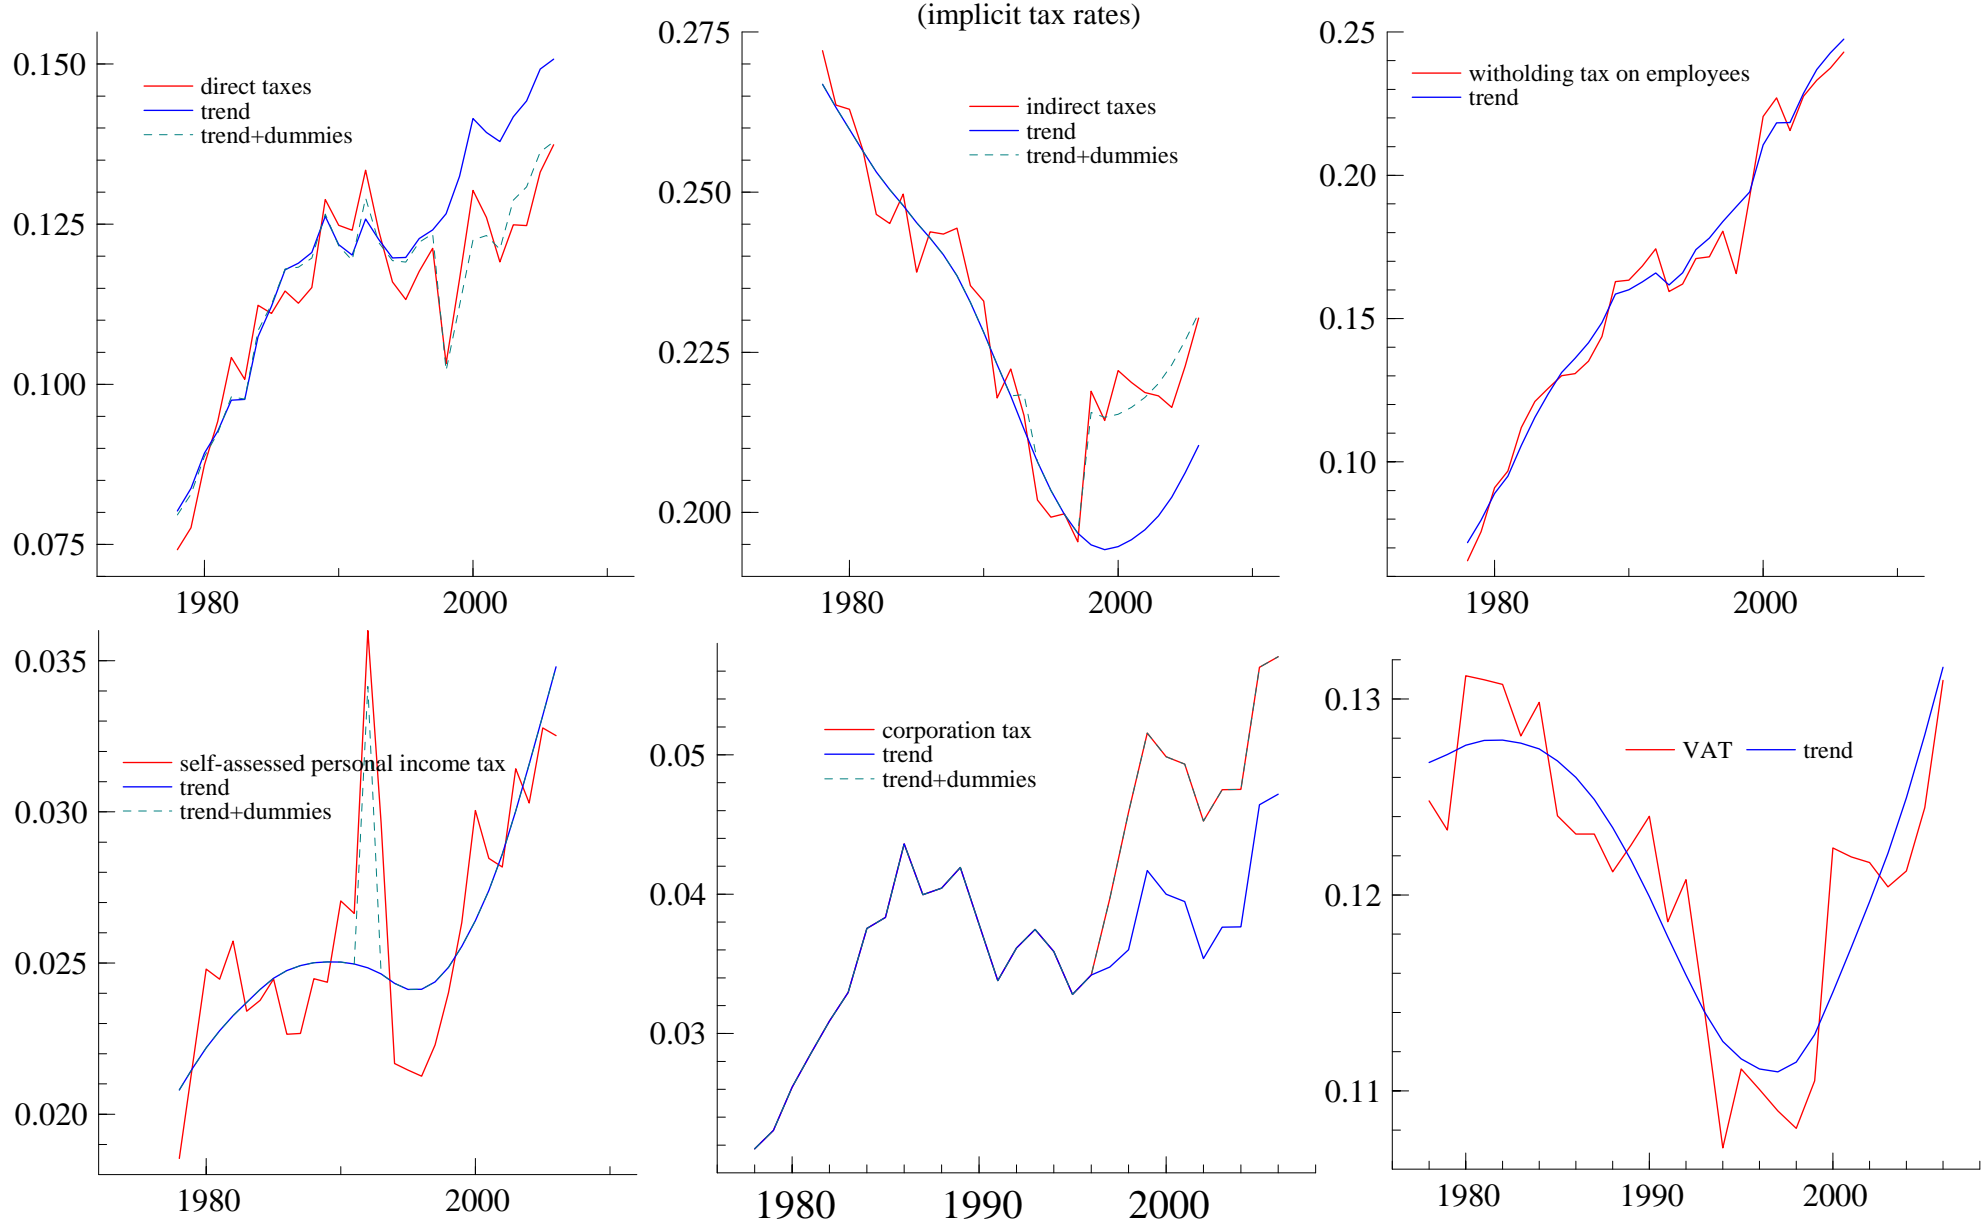 (implicit tax rates)
0.150
0.125
0.100
0.075
direct taxes
trend
trend+dummies
1980 2000
0.275
0.250
0.225
0.200
indirect taxes
trend
trend+dummies
1980 2000
0.25
0.20
0.15
0.10
witholding tax on employees
trend
1980 2000
0.035
0.030
0.025
0.020
self-assessed personal income tax
trend
trend+dummies
1980 2000
0.05
0.04
0.03
corporation tax
trend
trend+dummies
1980 1990 2000
0.13
0.12
0.11
VAT trend
1980 1990 2000